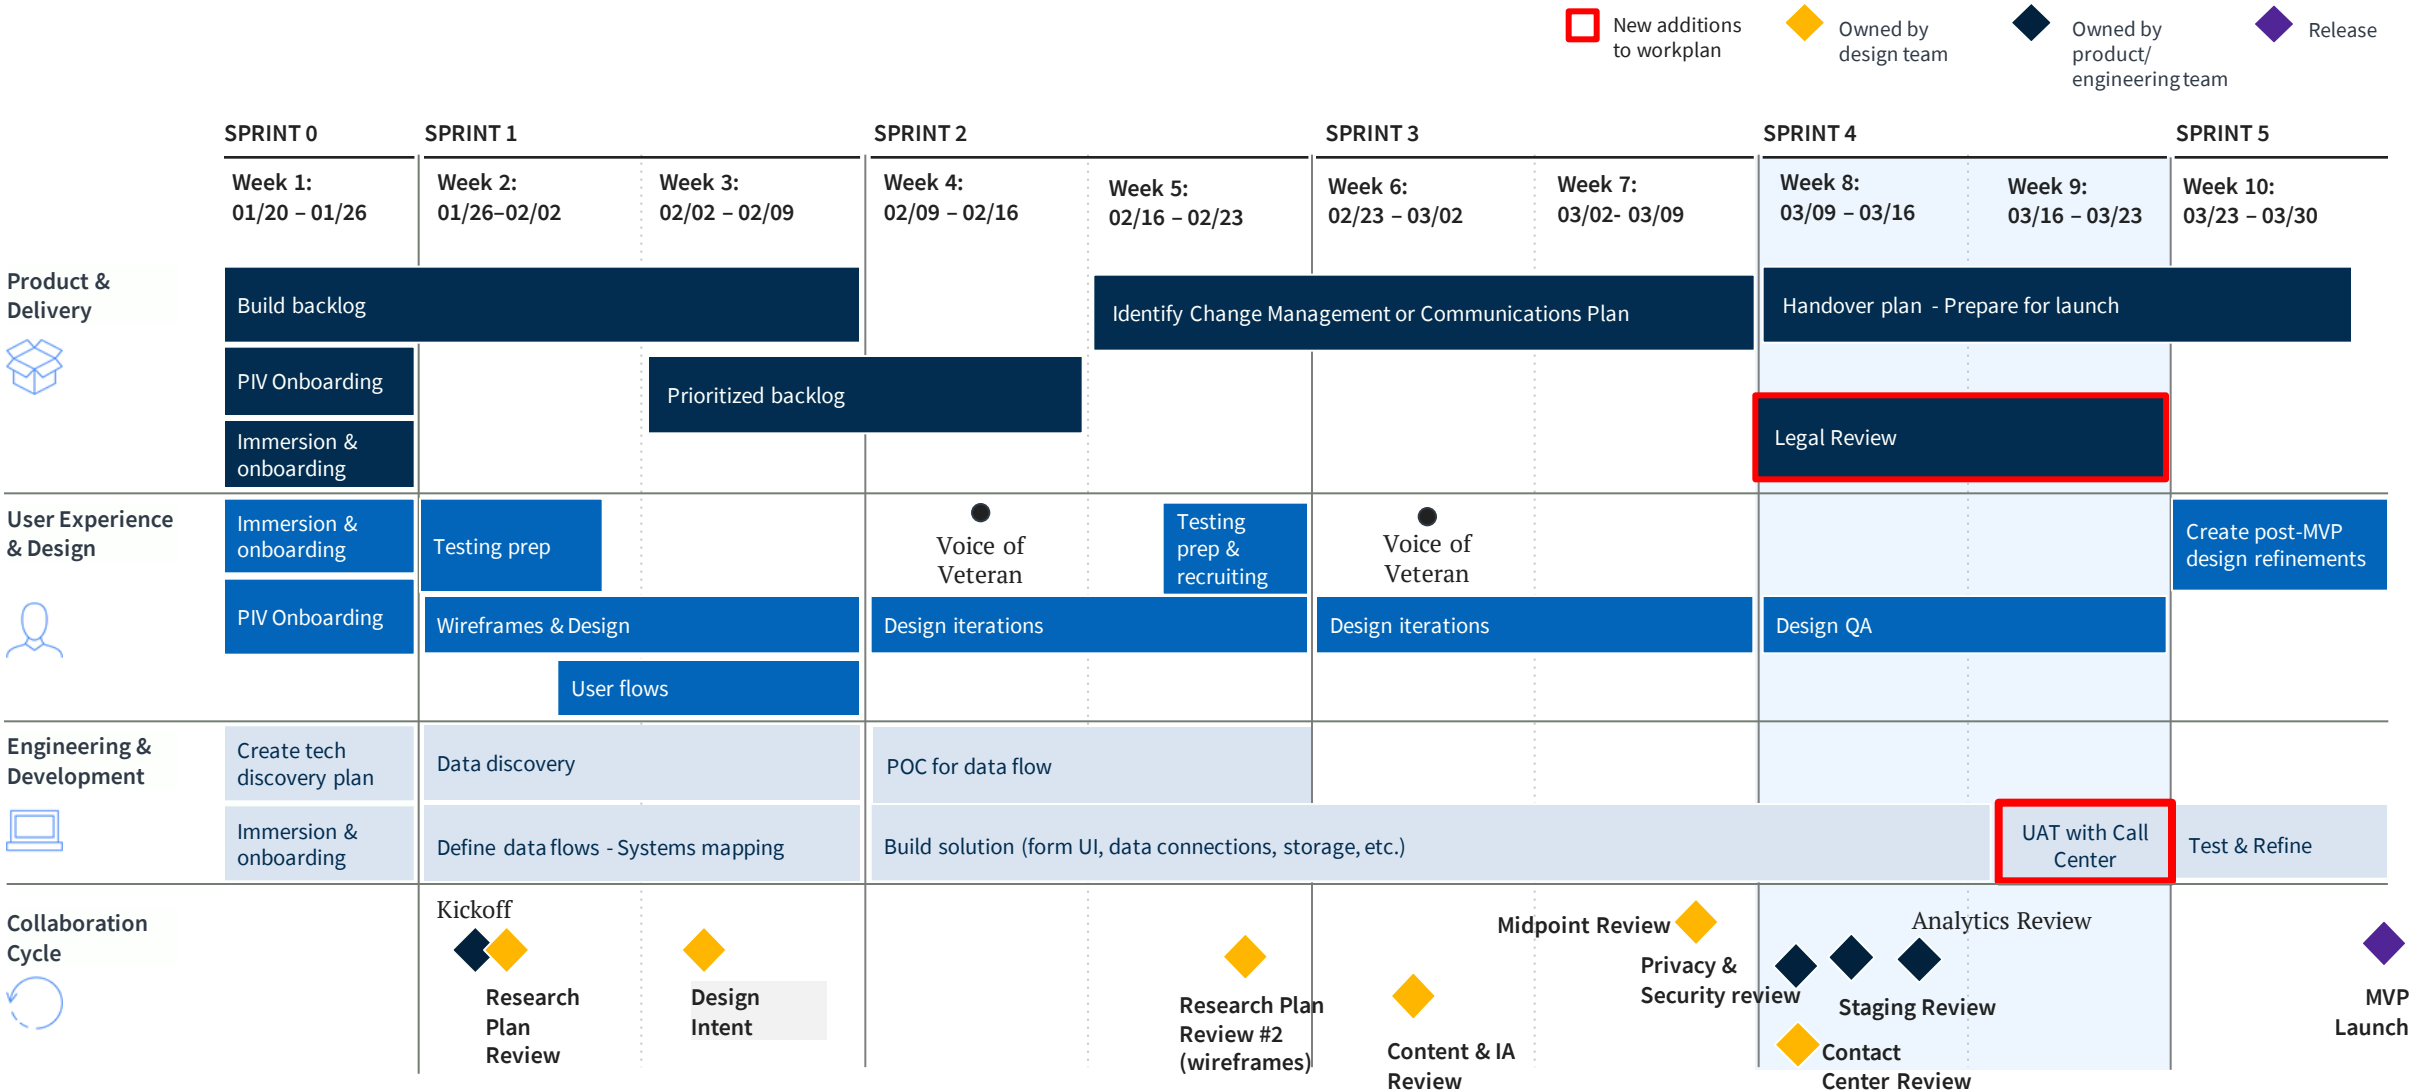 New additions
to workplan
Owned by
design team
Owned by
product/
engineering team
Release
SPRINT 0
SPRINT 1
SPRINT 2
SPRINT 3
SPRINT 4
SPRINT 5
Week 1:
01/20 – 01/26
Week 2:
01/26–02/02
Week 3:
02/02 – 02/09
Week 4:
02/09 – 02/16
Week 5:
02/16 – 02/23
Week 6:
02/23 – 03/02
Week 7:
03/02- 03/09
Week 8:
03/09 – 03/16
Week 9:
03/16 – 03/23
Week 10:
03/23 – 03/30
Product &
Delivery
Build backlog
Identify Change Management or Communications Plan
Handover plan - Prepare for launch
PIV Onboarding
Prioritized backlog
Immersion &
onboarding
Legal Review
User Experience
& Design
Immersion &
onboarding
Testing prep
Voice of
Veteran
Testing
prep &
recruiting
Voice of
Veteran
Create post-MVP
design refinements
PIV Onboarding
Wireframes & Design
Design iterations
Design iterations
Design QA
User flows
Engineering &
Development
Create tech
discovery plan
Data discovery
POC for data flow
Immersion &
onboarding
Define data flows - Systems mapping
Build solution (form UI, data connections, storage, etc.)
UAT with Call
Center
Test & Refine
Collaboration
Cycle
Kickoff
Research
Plan
Review
Design
Intent
Research Plan
Review #2
(wireframes)
Content & IA
Review
Midpoint Review
Privacy &
Security review
Analytics Review
Staging Review
Contact
Center Review
MVP
Launch